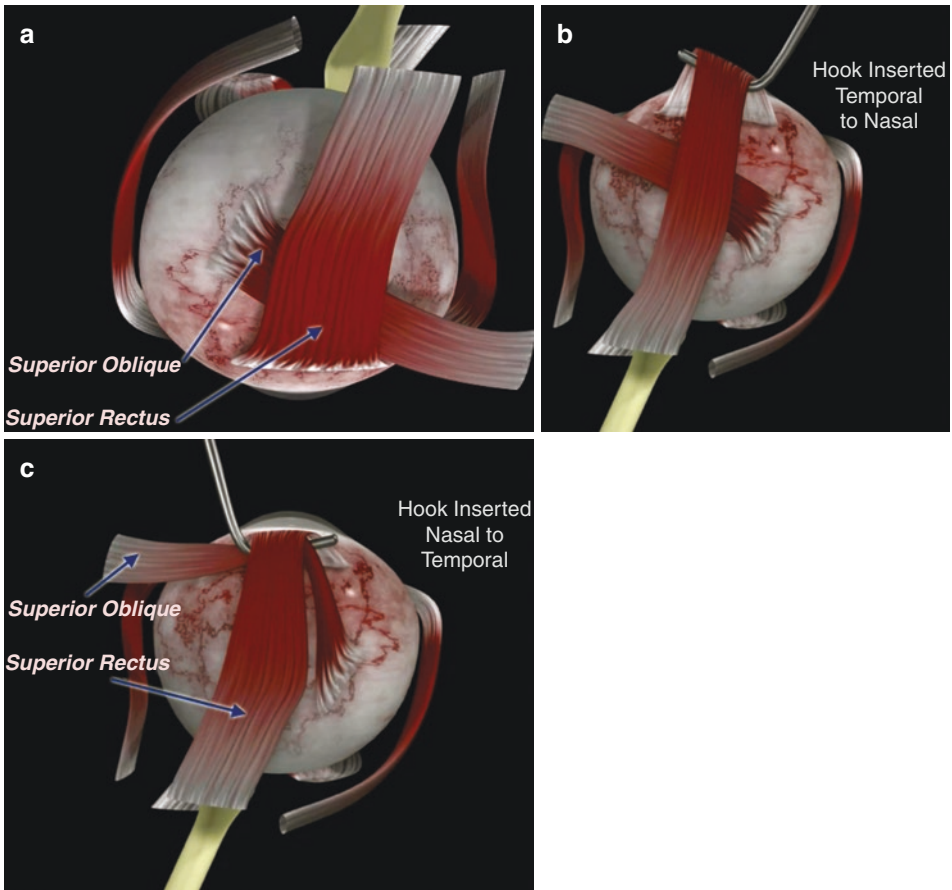 a
Superior Oblique
Superior Rectus
b
Hook Inserted
Temporal
to Nasal
c
Hook Inserted
Nasal to
Temporal
Superior Oblique
Superior Rectus